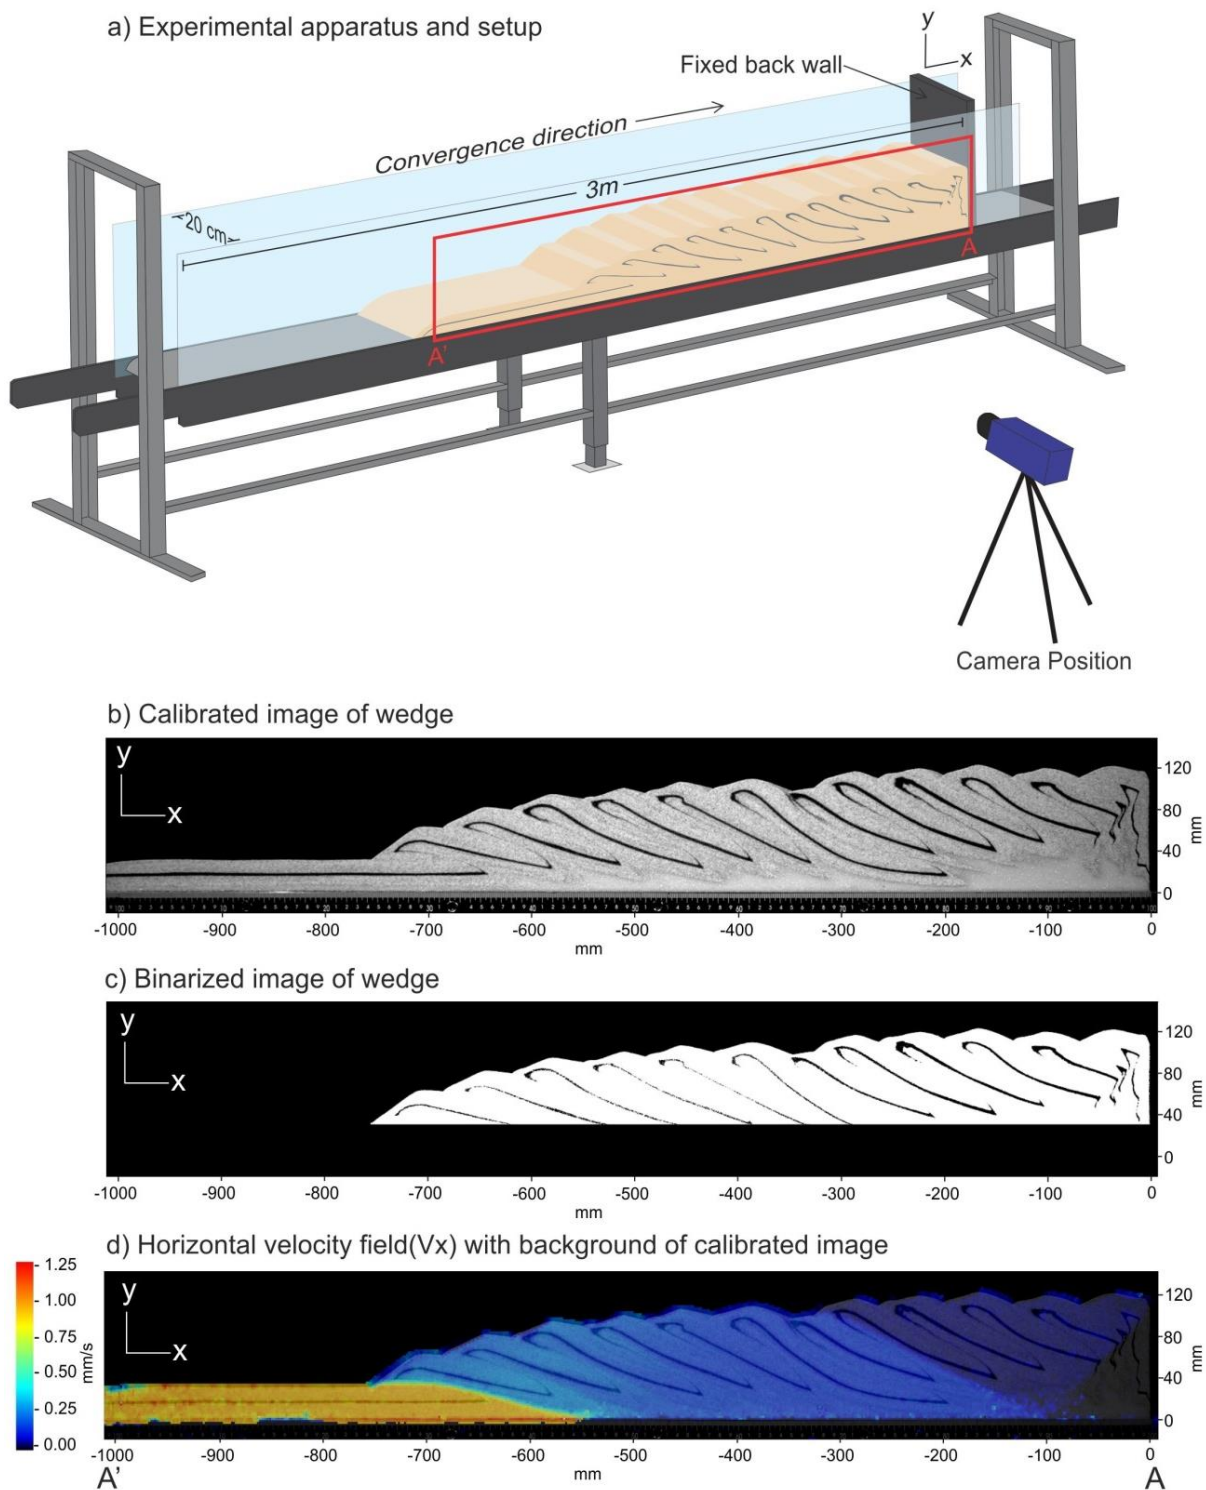 a) Experimental apparatus and setup
y
x
Fixed back wall
Convergence direction
3m
20 cm
A
A'
Camera Position
b) Calibrated image of wedge
y
x
120
80
40
0
mm
-1000 -900 -800 -700 -600 -500 -400 -300 -200 -100 0
mm
c) Binarized image of wedge
y
x
120
80
40
0
mm
-1000 -900 -800 -700 -600 -500 -400 -300 -200 -100 0
mm
d) Horizontal velocity field(Vx) with background of calibrated image
1.25
1.00
0.75
0.50
0.25
0.00
mm/s
y
x
120
80
40
0
mm
-1000 -900 -800 -700 -600 -500 -400 -300 -200 -100 0
mm
A' A